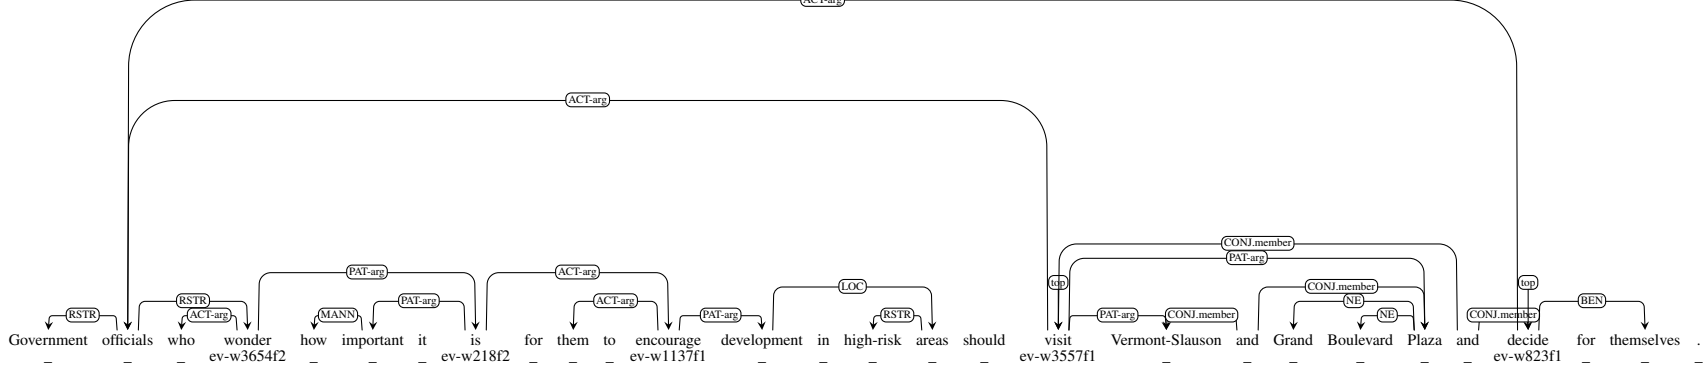 ACT-arg
ACT-arg
CONJ.member
PAT-arg
PAT-arg ACT-arg
top top
LOC CONJ.member
RSTR PAT-arg ACT-arg NE BEN
RSTR ACT-arg MANN PAT-arg RSTR PAT-arg CONJ.member NE CONJ.member
Government officials who wonder how important it is for them to encourage development in high-risk areas should visit Vermont-Slauson and Grand Boulevard Plaza and decide for themselves .
_ _ _ ev-w3654f2 _ _ _ ev-w218f2 _ _ _ ev-w1137f1 _ _ _ _ _ ev-w3557f1 _ _ _ _ _ _ ev-w823f1 _ _ _